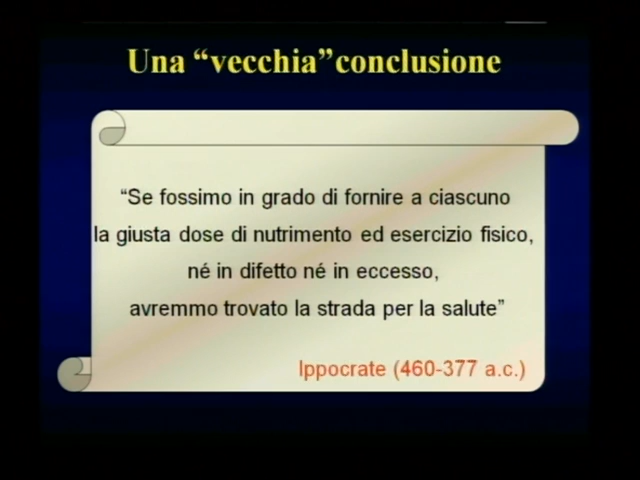 Una “vecchia”conclusione
“Se fossimo in grado di fornire a ciascuno
la giusta dose di nutrimento ed esercizio fisico,
né in difetto né in eccesso,
avremmo trovato la strada per la salute”
Ippocrate (460-377 a.c.)